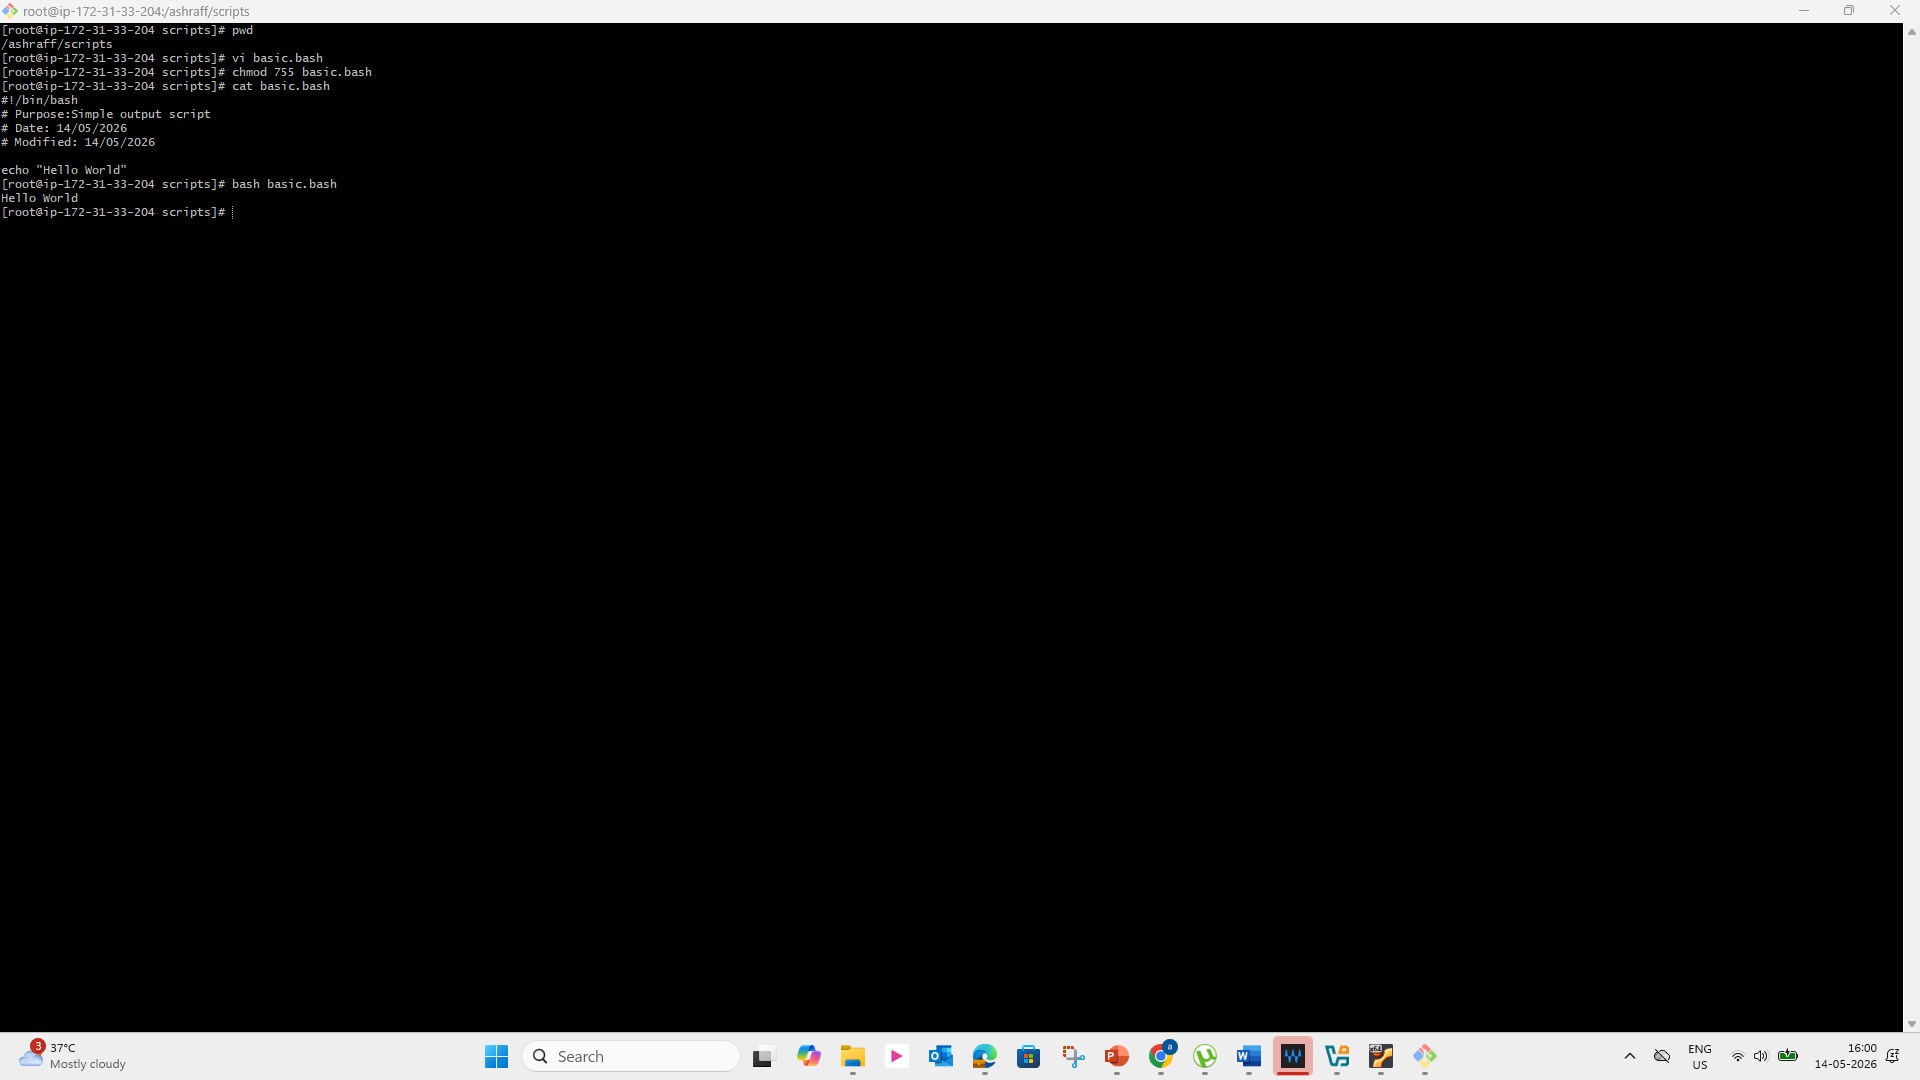 root@ip-172-31-33-204:/ashraff/scripts
[root@ip-172-31-33-204 scripts]# pwd
/ashraff/scripts
[root@ip-172-31-33-204 scripts]# vi basic.bash
[root@ip-172-31-33-204 scripts]# chmod 755 basic.bash
[root@ip-172-31-33-204 scripts]# cat basic.bash
#!/bin/bash
# Purpose:Simple output script
# Date: 14/05/2026
# Modified: 14/05/2026
echo "Hello World"
[root@ip-172-31-33-204 scripts]# bash basic.bash
Hello World
[root@ip-172-31-33-204 scripts]#
3
37°C
Mostly cloudy
Search
a
ENG
US
16:00
14-05-2026